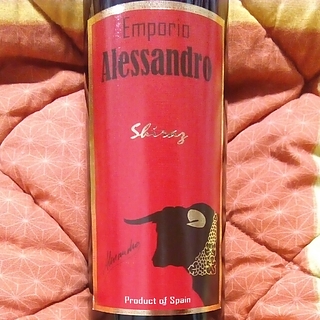 Emporio
Alessandro
Shiraz
Product of Spain